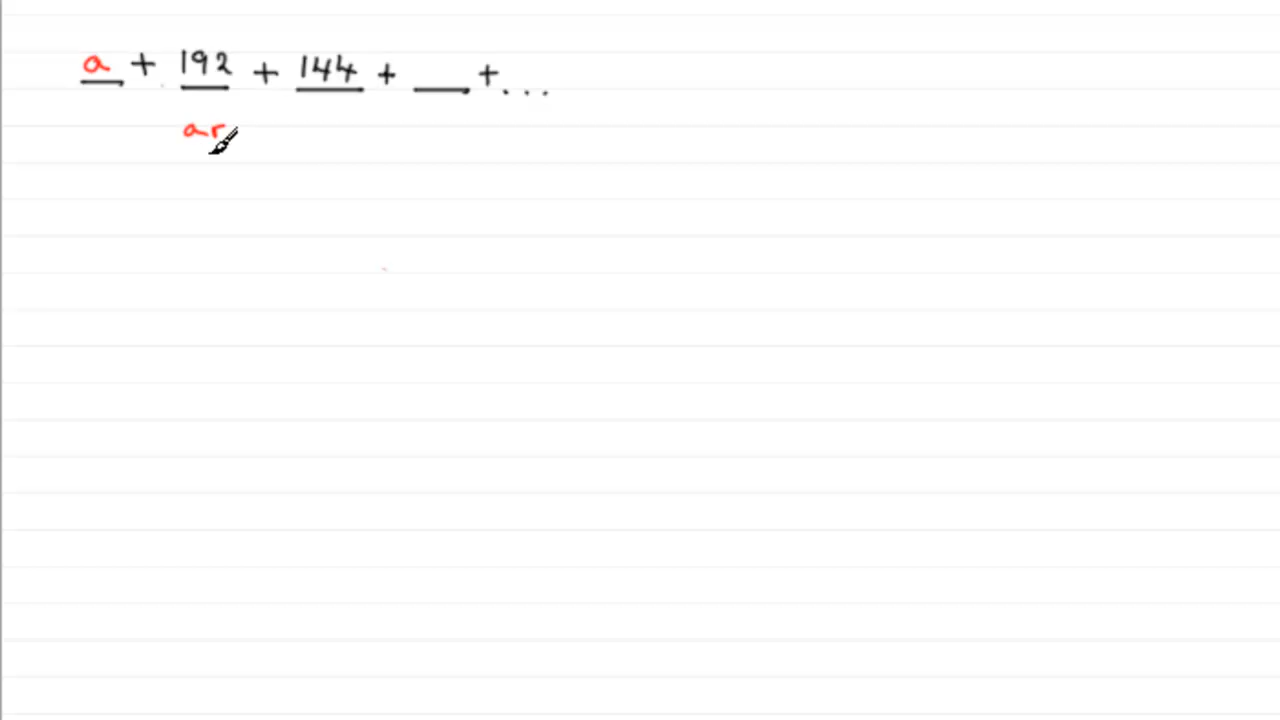 a + 192 + 144 + ___ + ...
ar